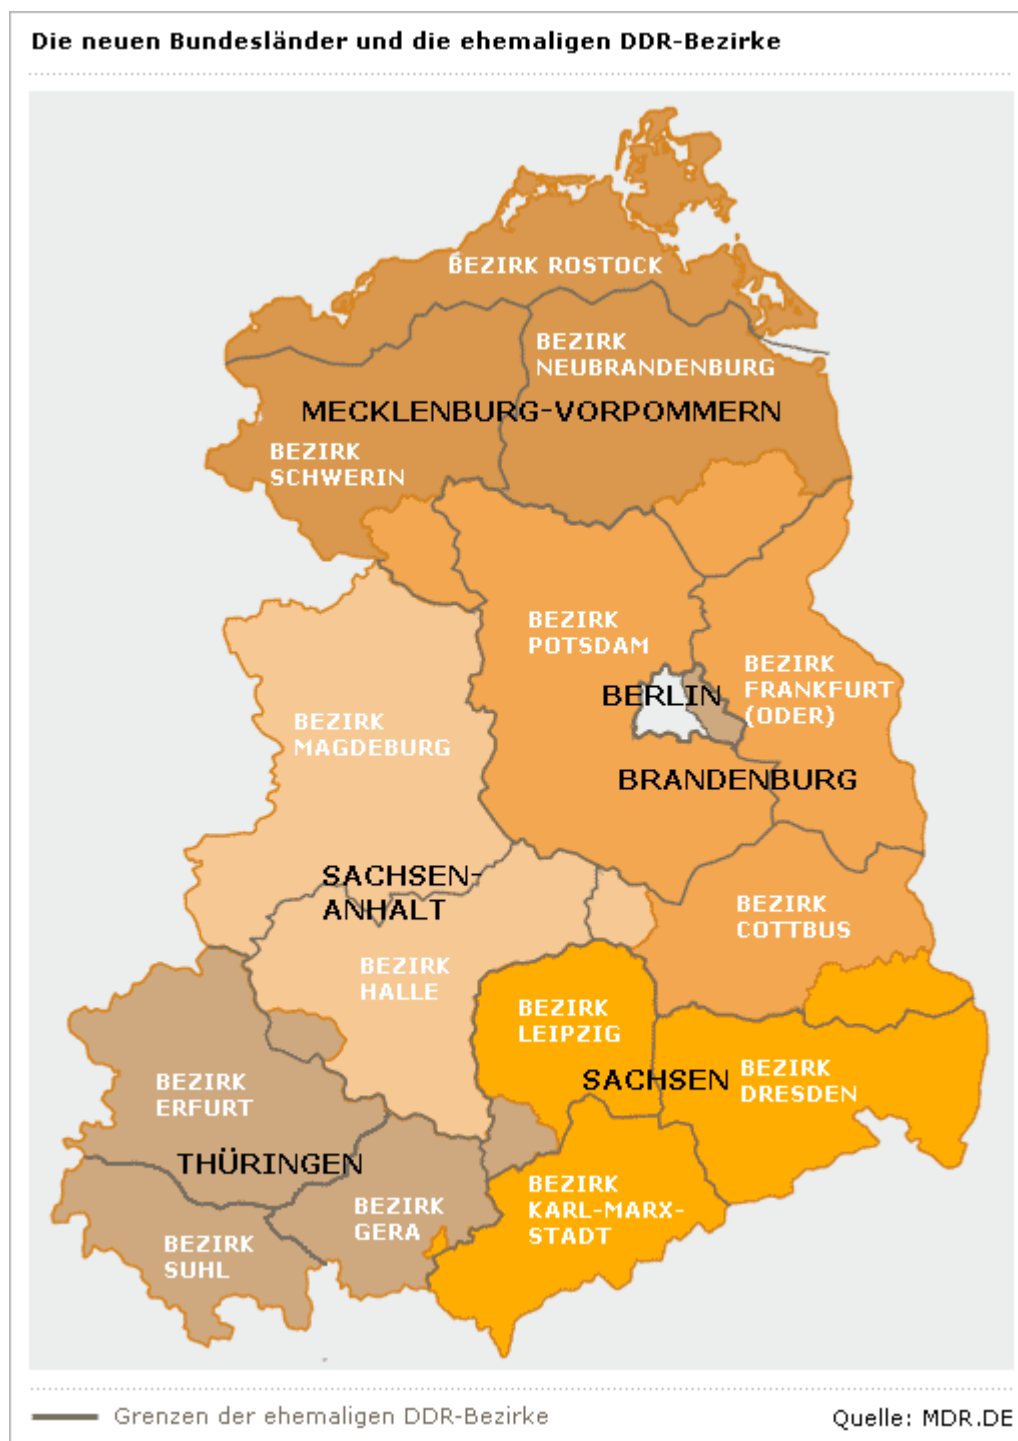 Die neuen Bundesländer und die ehemaligen DDR-Bezirke
BEZIRK ROSTOCK
BEZIRK
NEUBRANDENBURG
MECKLENBURG-VORPOMMERN
BEZIRK
SCHWERIN
BEZIRK
POTSDAM
BEZIRK
FRANKFURT
(ODER)
BERLIN
BEZIRK
MAGDEBURG
BRANDENBURG
SACHSEN-
ANHALT
BEZIRK
COTTBUS
BEZIRK
HALLE
BEZIRK
LEIPZIG
SACHSEN
BEZIRK
DRESDEN
BEZIRK
ERFURT
THÜRINGEN
BEZIRK
KARL-MARX-
STADT
BEZIRK
GERA
BEZIRK
SUHL
Grenzen der ehemaligen DDR-Bezirke
Quelle: MDR.DE